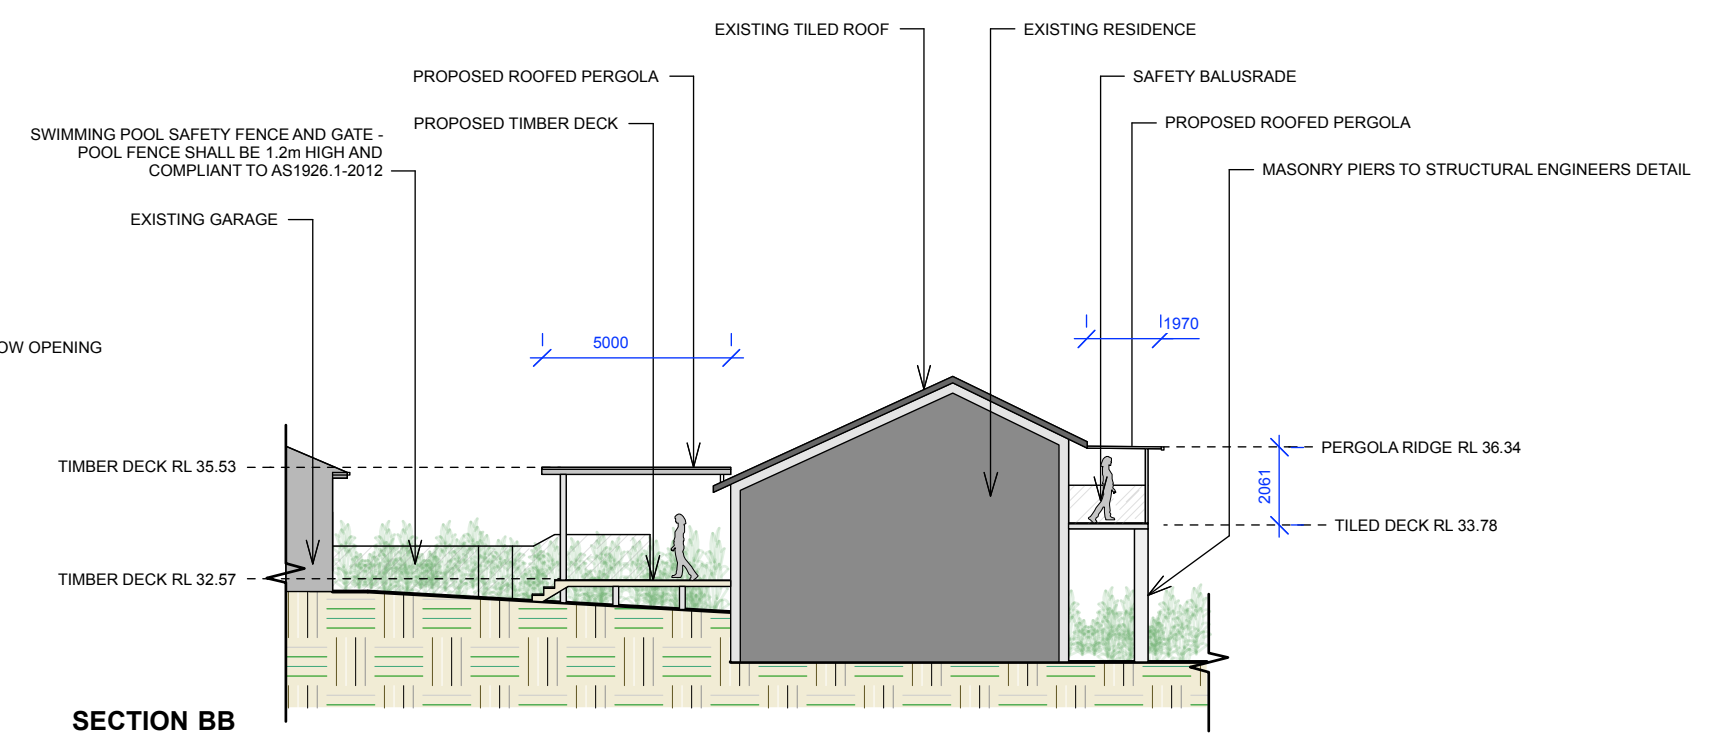 EXISTING TILED ROOF
EXISTING RESIDENCE
PROPOSED ROOFED PERGOLA
SAFETY BALUSRADE
PROPOSED TIMBER DECK
PROPOSED ROOFED PERGOLA
SWIMMING POOL SAFETY FENCE AND GATE -
POOL FENCE SHALL BE 1.2m HIGH AND
COMPLIANT TO AS1926.1-2012
MASONRY PIERS TO STRUCTURAL ENGINEERS DETAIL
EXISTING GARAGE
1970
5000
OW OPENING
PERGOLA RIDGE RL 36.34
TIMBER DECK RL 35.53
2061
TILED DECK RL 33.78
TIMBER DECK RL 32.57
SECTION BB